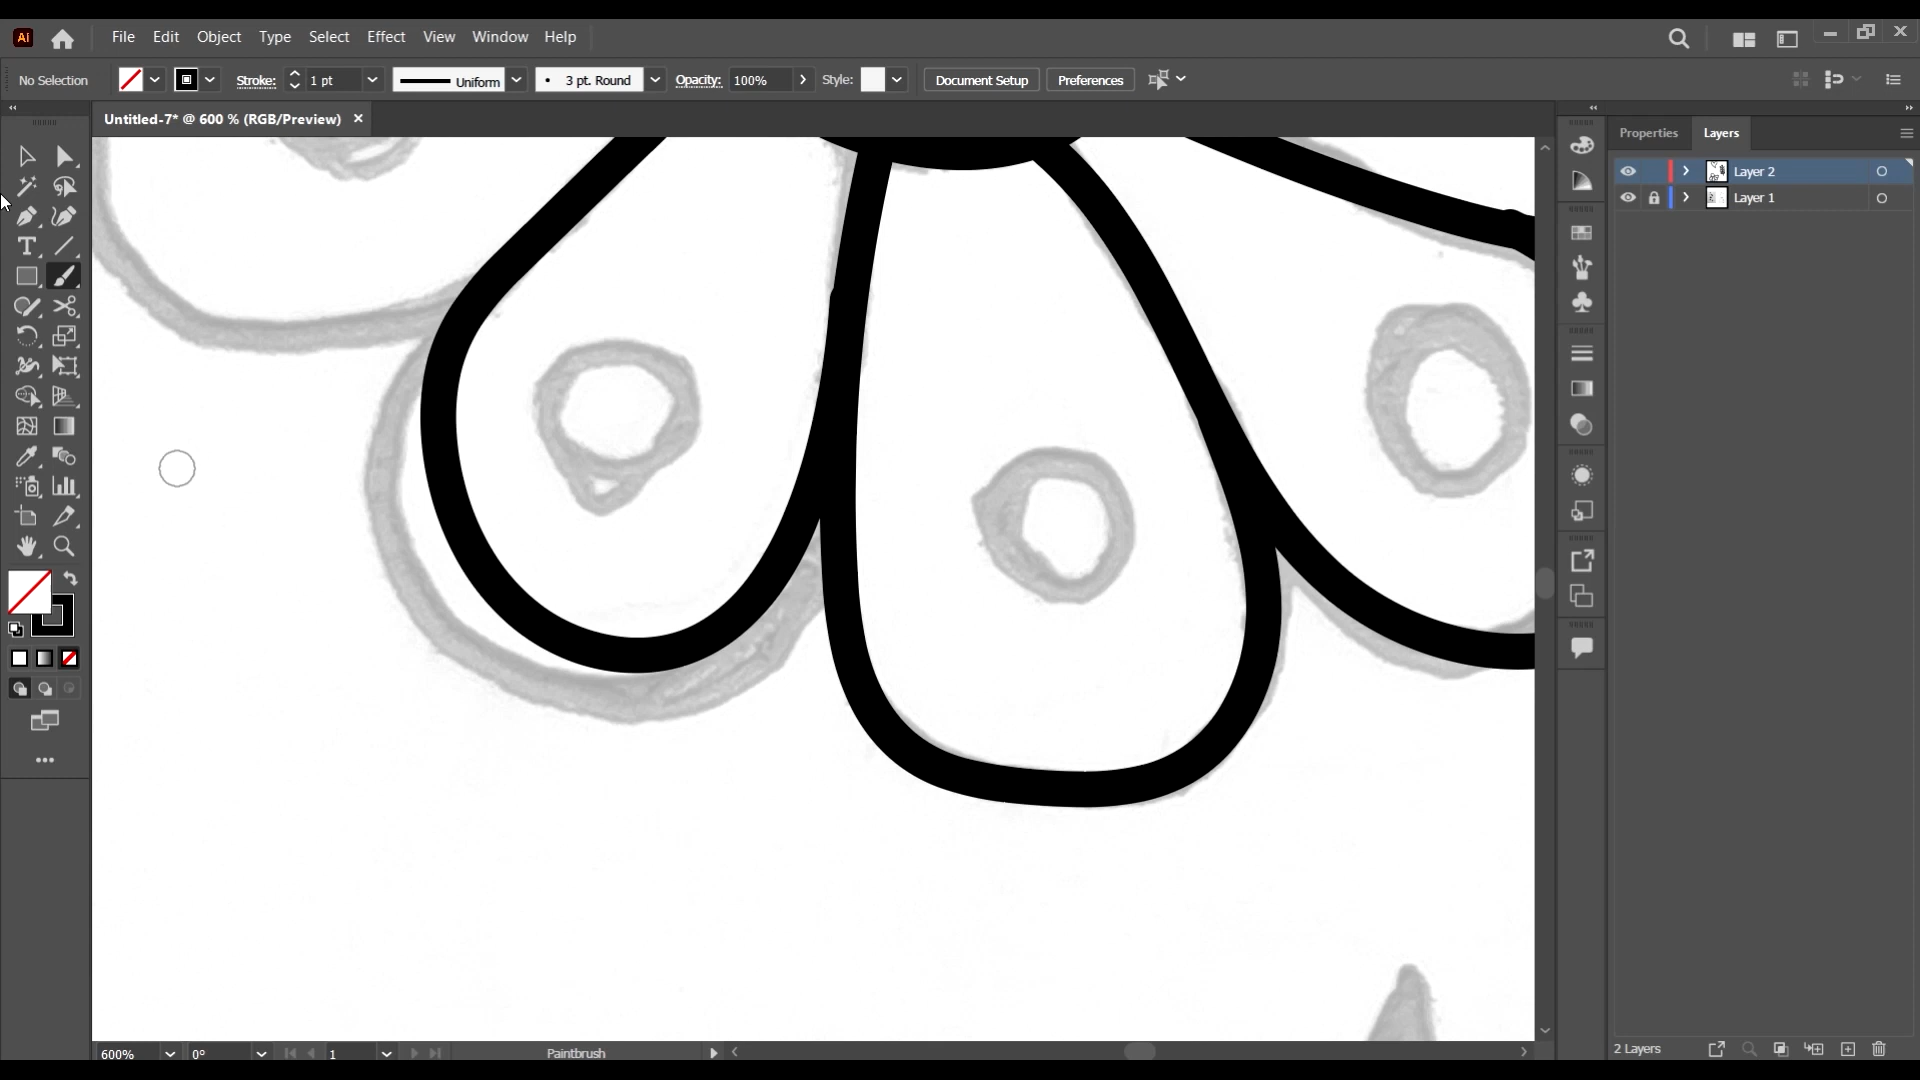 Ai File Edit Object Type Select Effect View Window Help
No Selection Stroke: 1 pt Uniform 3 pt. Round Opacity: 100% Style: Document Setup Preferences
Untitled-7* @ 600 % (RGB/Preview)
Properties Layers
Layer 2
Layer 1
600% 0° 1 Paintbrush
2 Layers